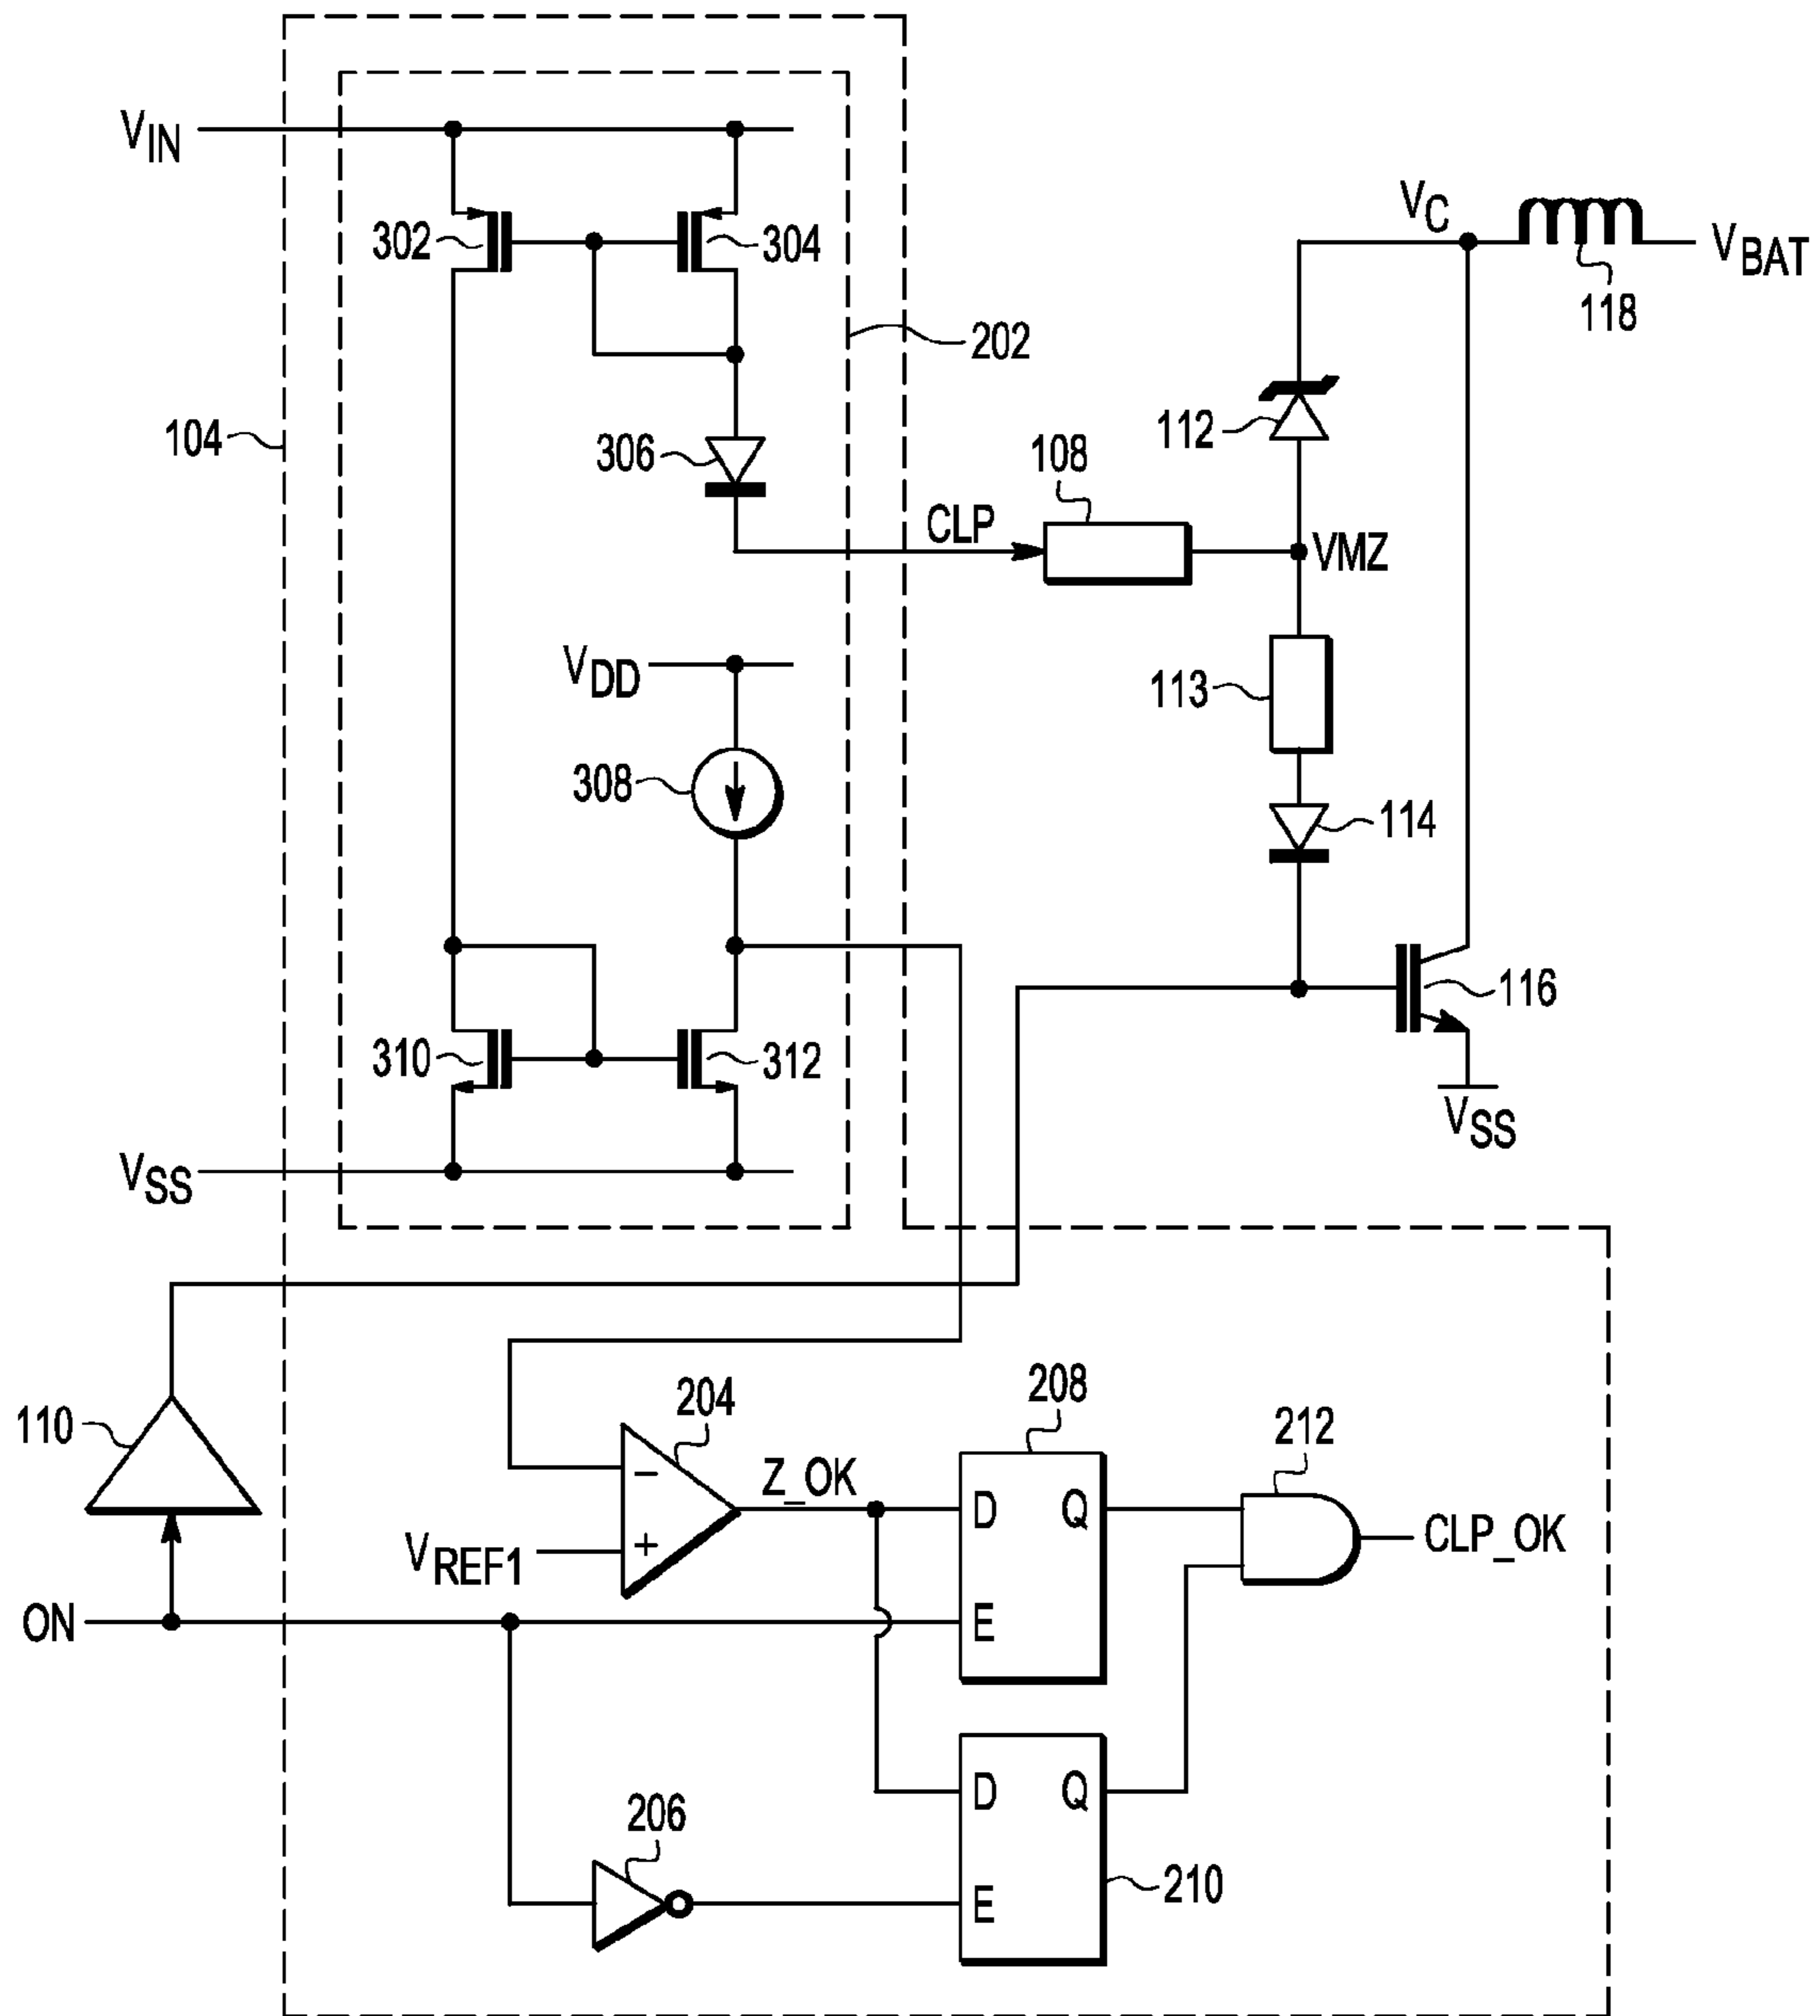 VIN
302
304
VC
VBAT
118
202
104
112
306
108
CLP
VMZ
VDD
113
308
114
116
310
312
VSS
VSS
110
204
208
212
Z_OK
D Q
CLP_OK
VREF1
ON
E
206
D Q
210
E